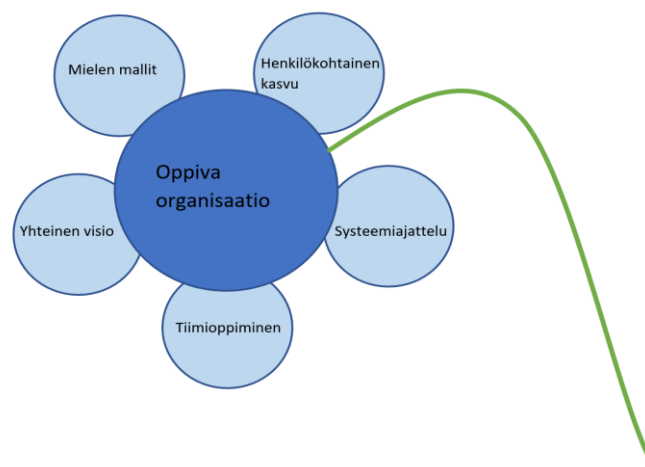 Mielen mallit
Henkilökohtainen
kasvu
Oppiva
organisaatio
Yhteinen visio
Systeemiajattelu
Tiimioppiminen